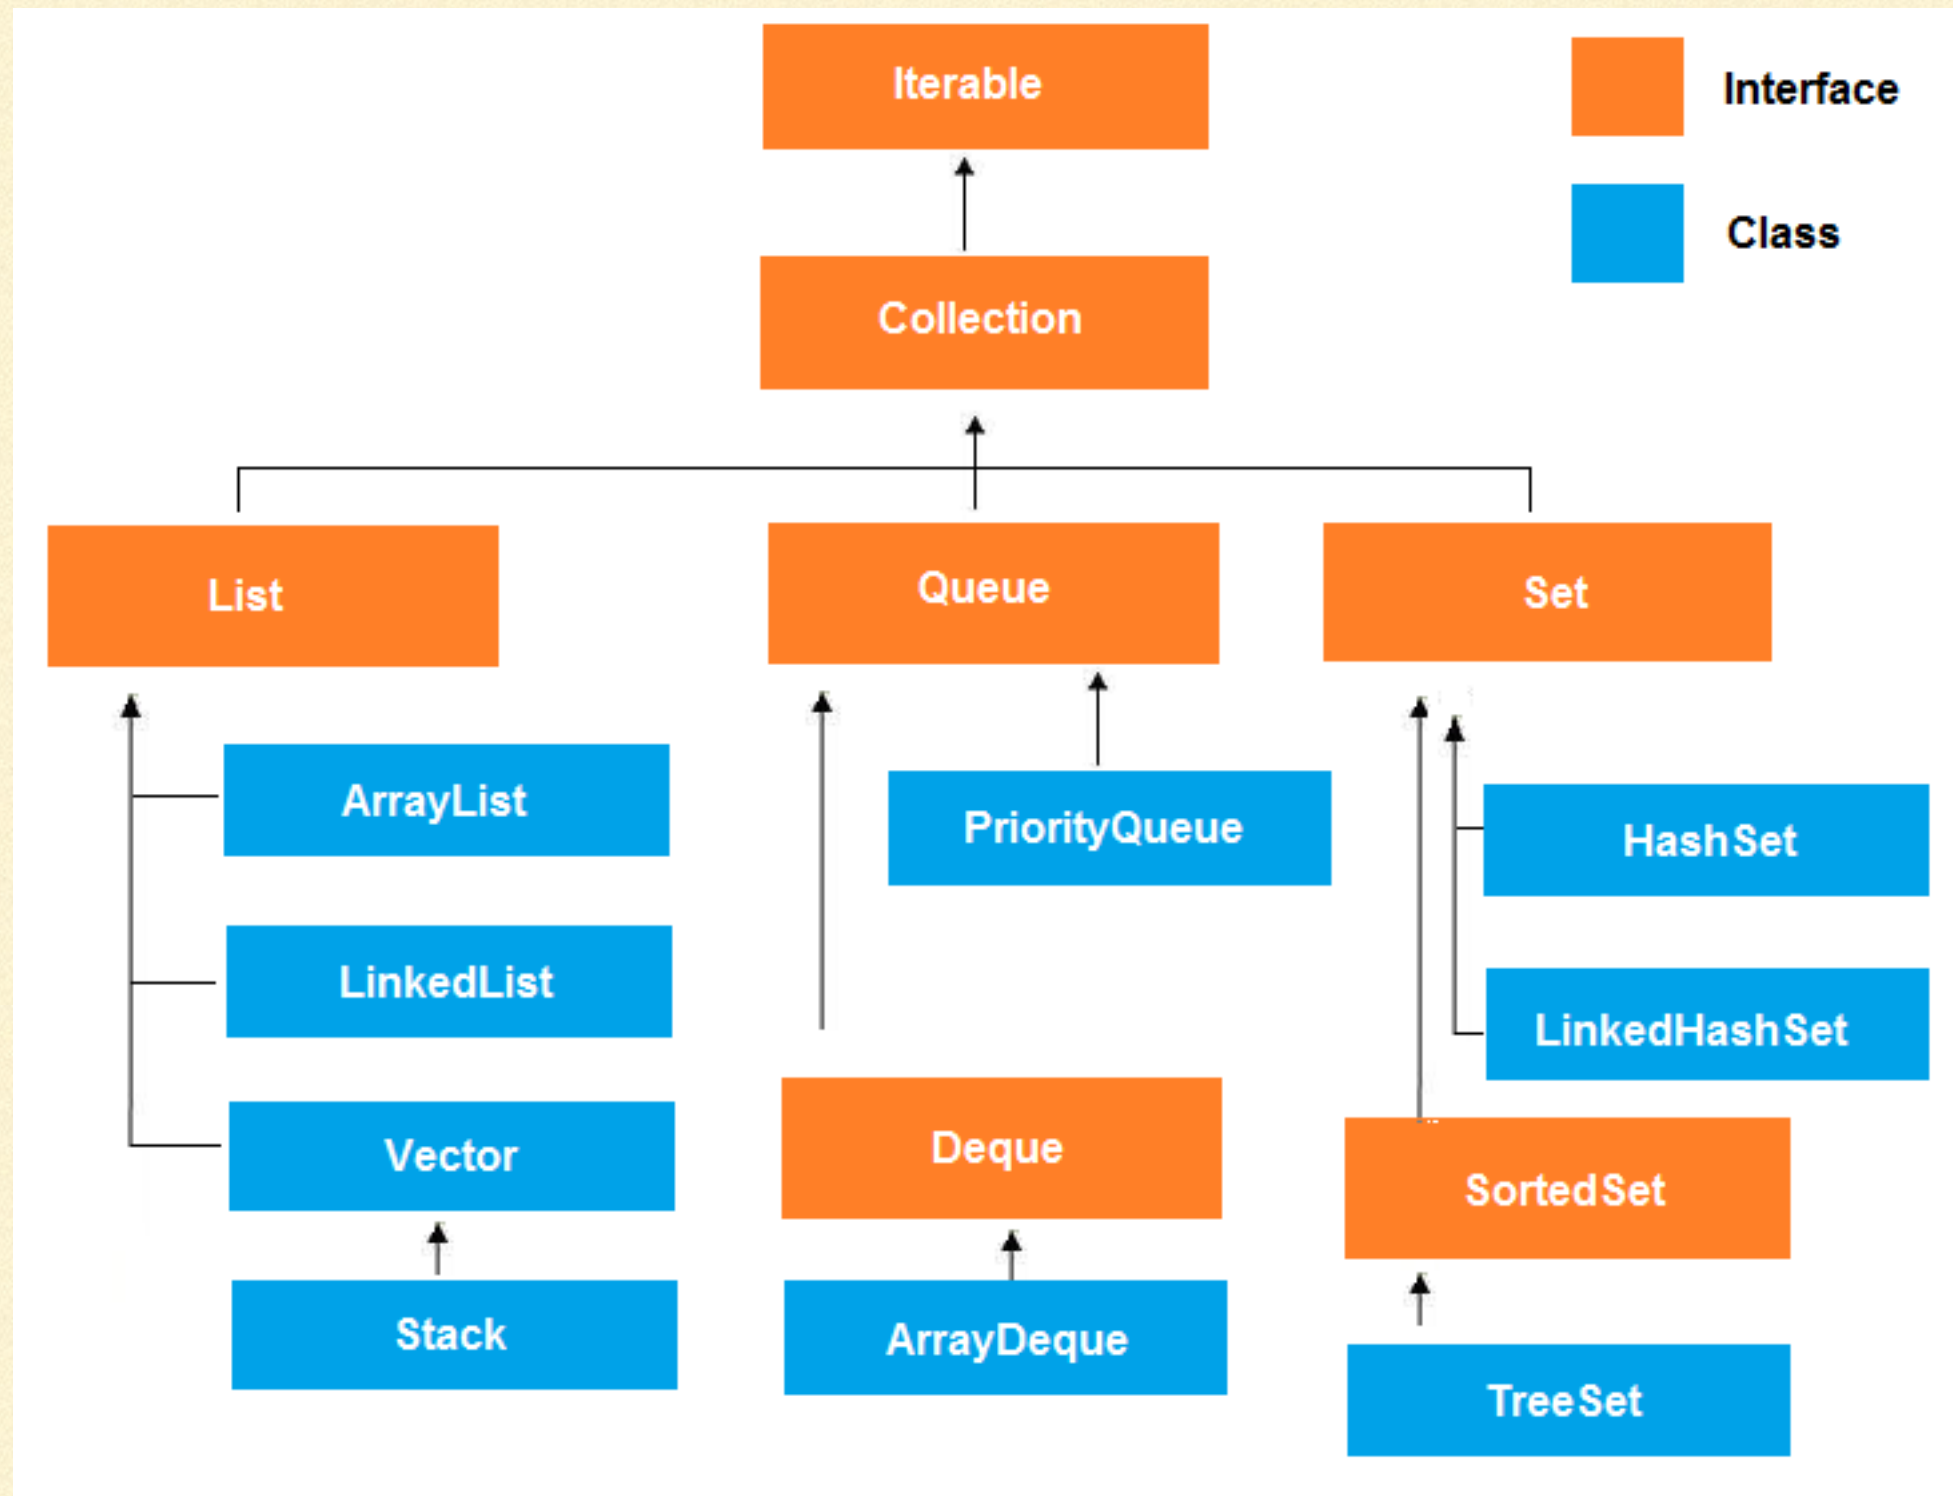 Iterable
Interface
Class
Collection
List
Queue
Set
ArrayList
PriorityQueue
HashSet
LinkedList
LinkedHashSet
Vector
Deque
SortedSet
Stack
ArrayDeque
TreeSet